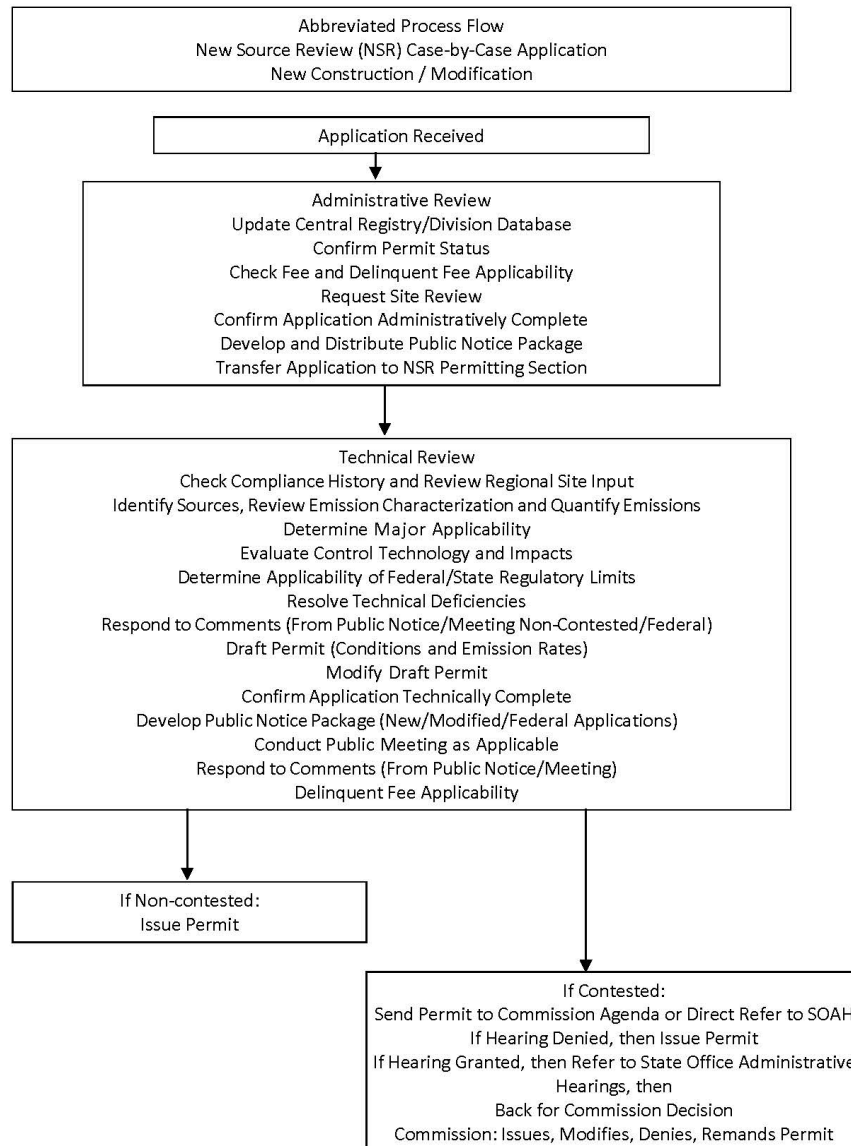 Abbreviated Process Flow
New Source Review (NSR) Case-by-Case Application
New Construction / Modification
Application Received
Administrative Review
Update Central Registry/Division Database
Confirm Permit Status
Check Fee and Delinquent Fee Applicability
Request Site Review
Confirm Application Administratively Complete
Develop and Distribute Public Notice Package
Transfer Application to NSR Permitting Section
Technical Review
Check Compliance History and Review Regional Site Input
Identify Sources, Review Emission Characterization and Quantify Emissions
Determine Major Applicability
Evaluate Control Technology and Impacts
Determine Applicability of Federal/State Regulatory Limits
Resolve Technical Deficiencies
Respond to Comments (From Public Notice/Meeting Non-Contested/Federal)
Draft Permit (Conditions and Emission Rates)
Modify Draft Permit
Confirm Application Technically Complete
Develop Public Notice Package (New/Modified/Federal Applications)
Conduct Public Meeting as Applicable
Respond to Comments (From Public Notice/Meeting)
Delinquent Fee Applicability
If Non-contested:
Issue Permit
If Contested:
Send Permit to Commission Agenda or Direct Refer to SOAH
If Hearing Denied, then Issue Permit
If Hearing Granted, then Refer to State Office Administrative
Hearings, then
Back for Commission Decision
Commission: Issues, Modifies, Denies, Remands Permit